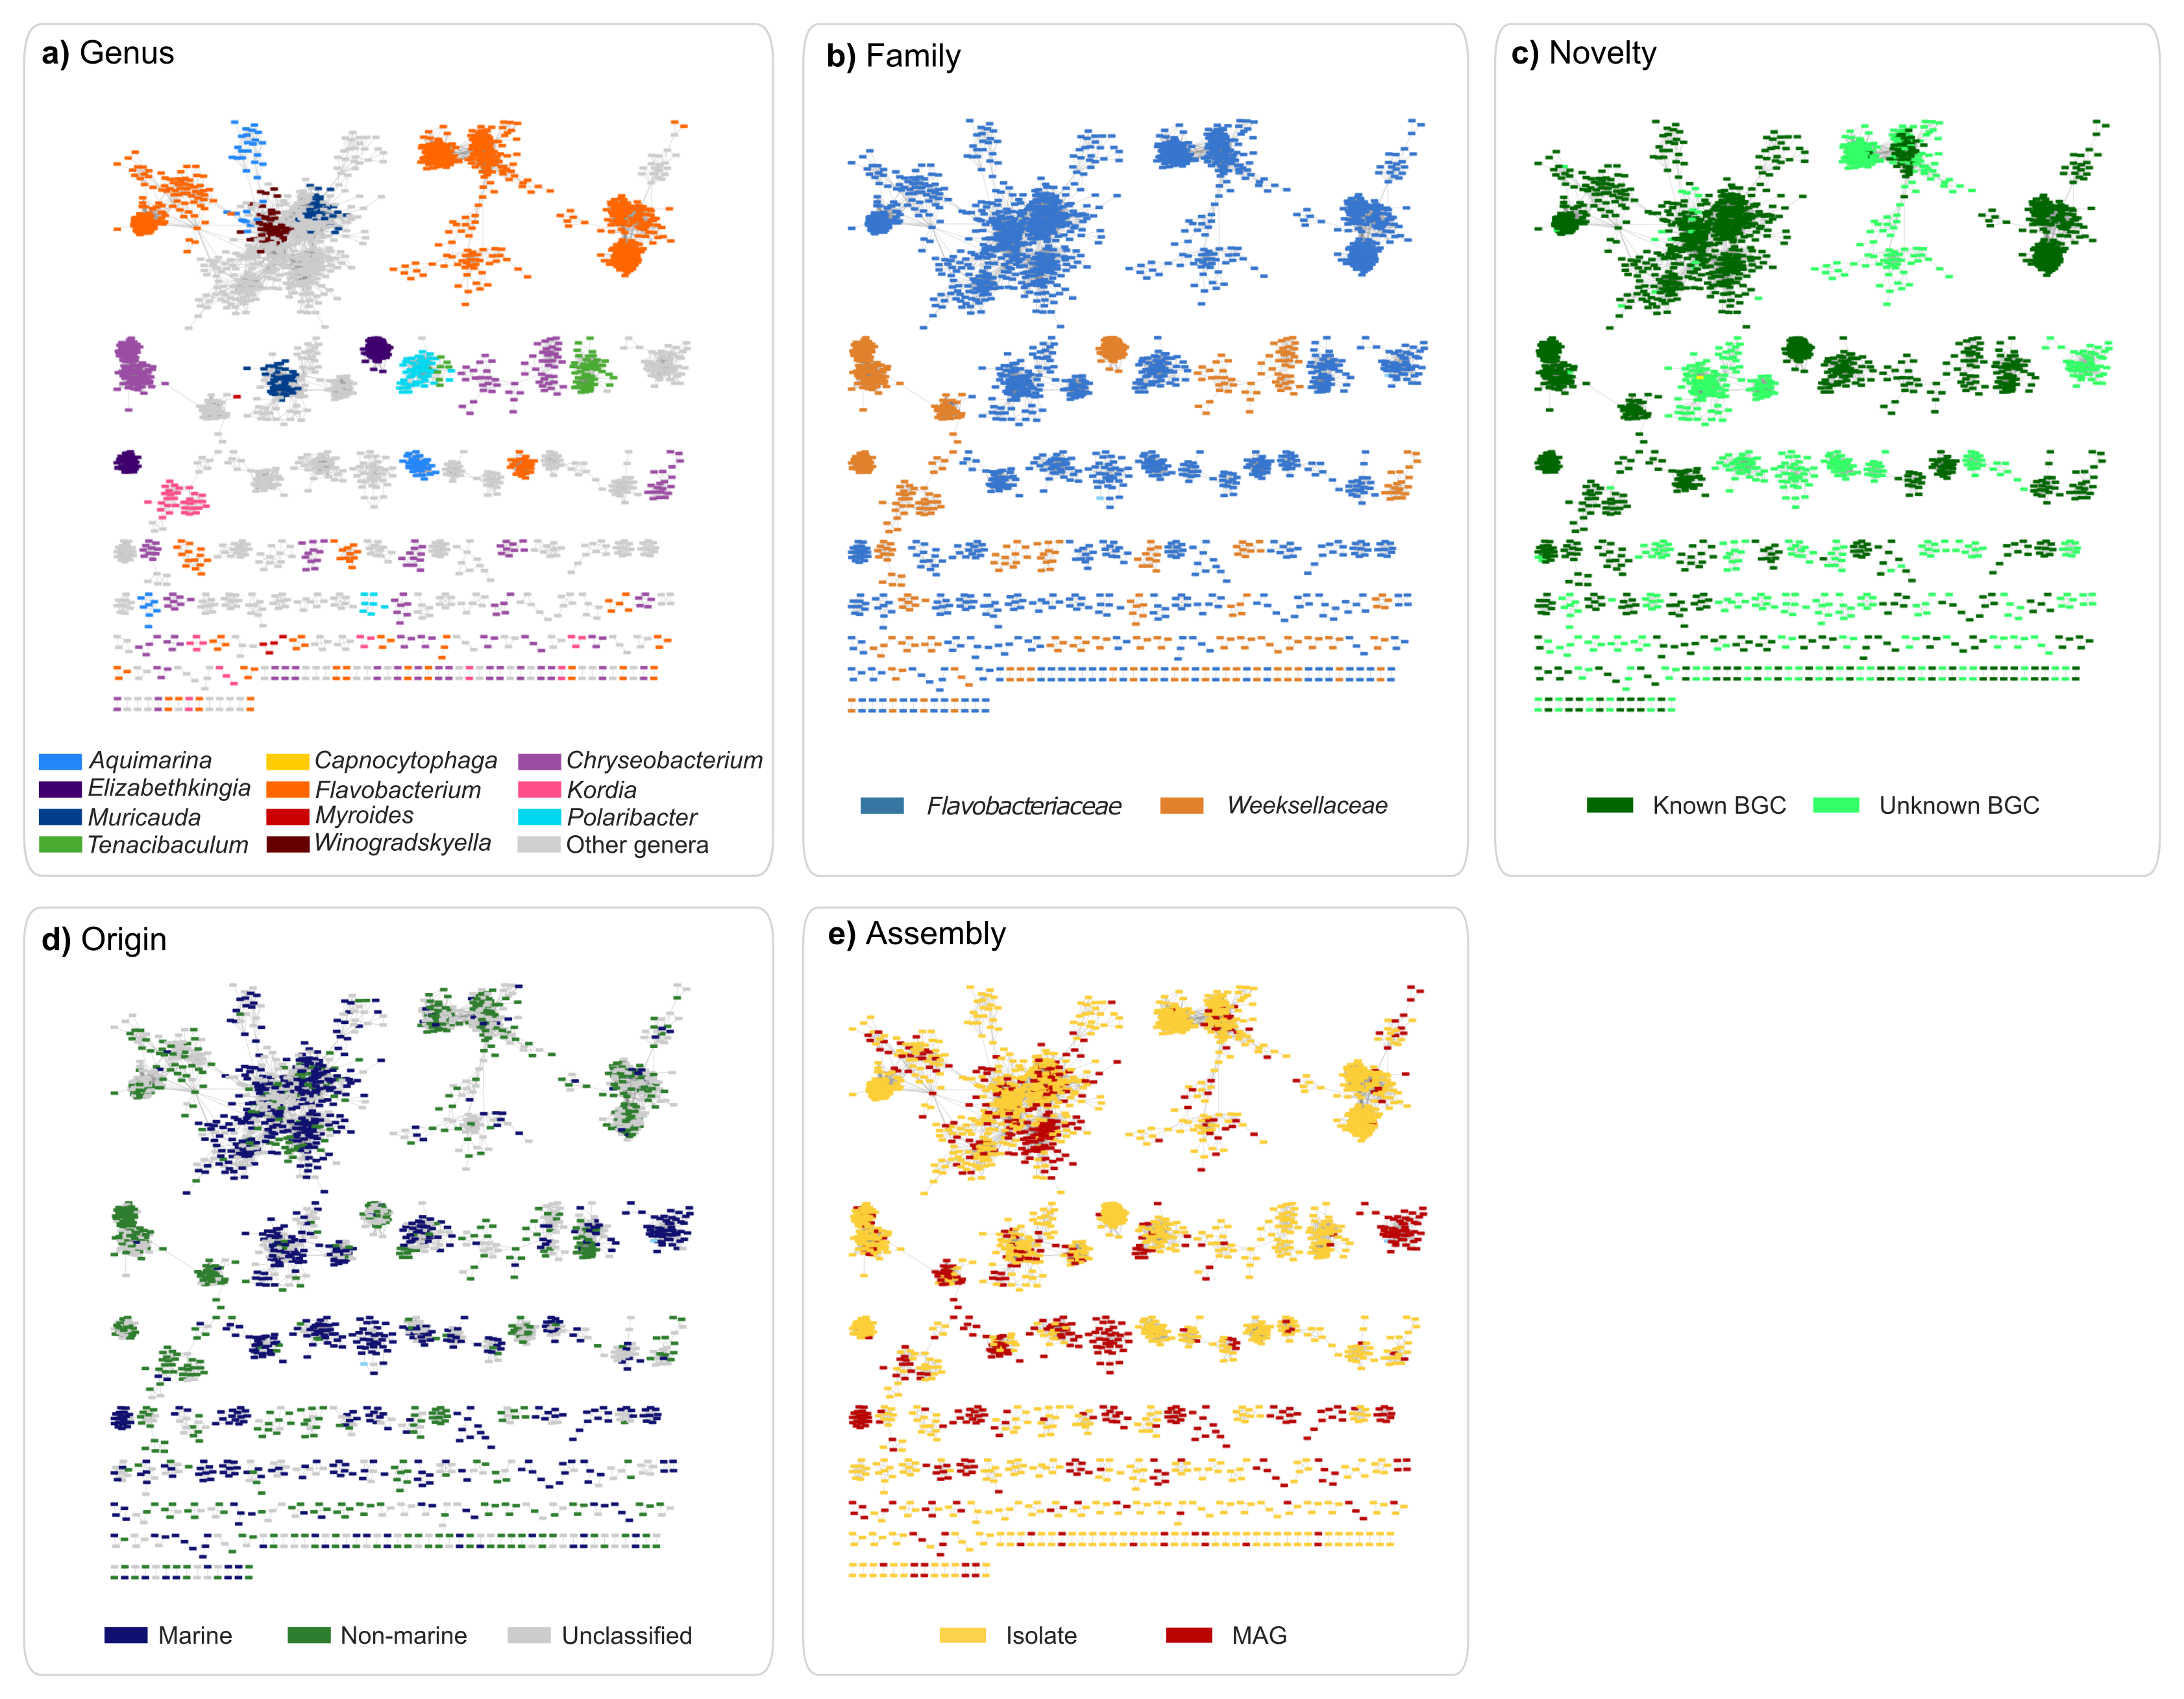 a) Genus
Aquimarina
Capnocytophaga
Chryseobacterium
Elizabethkingia
Flavobacterium
Kordia
Muricauda
Myroides
Polaribacter
Tenacibaculum
Winogradskyella
Other genera
b) Family
Flavobacteriaceae
Weeksellaceae
c) Novelty
Known BGC
Unknown BGC
d) Origin
Marine
Non-marine
Unclassified
e) Assembly
Isolate
MAG